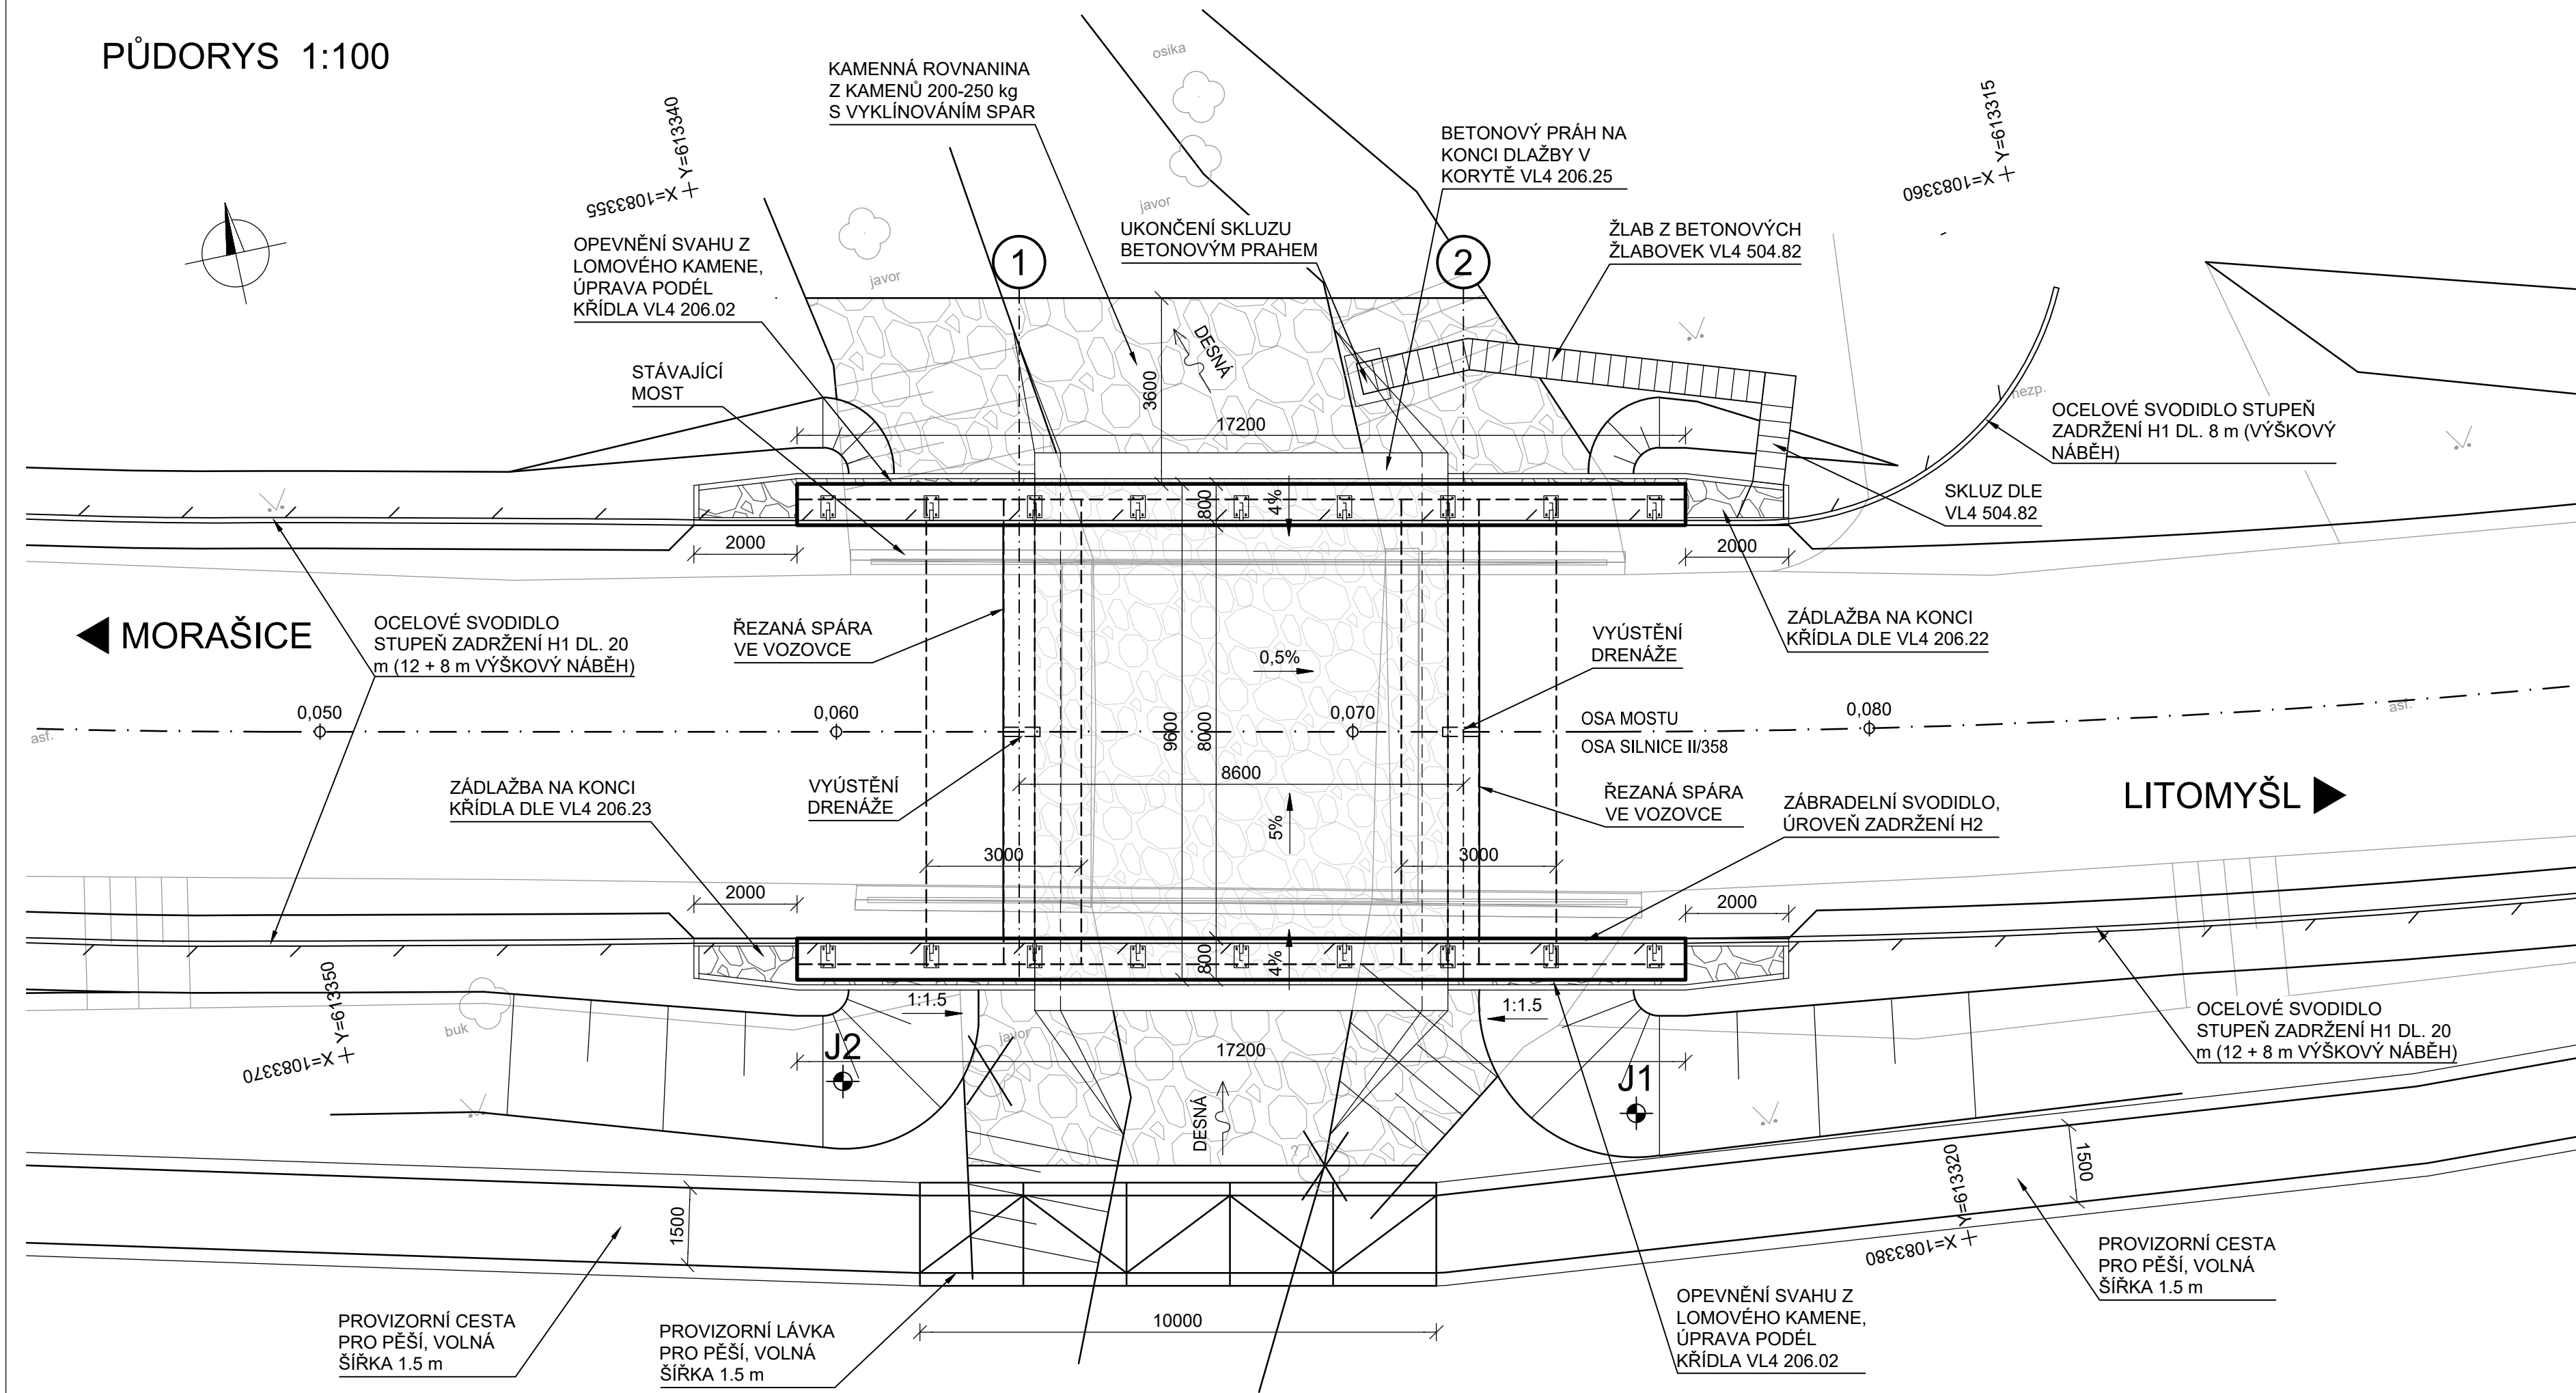 PŮDORYS 1:100
KAMENNÁ ROVNANINA
Z KAMENŮ 200-250 kg
S VYKLÍNOVÁNÍM SPAR
osika
javor
javor
X=1083355
Y=613340
BETONOVÝ PRÁH NA
KONCI DLAŽBY V
KORYTĚ VL4 206.25
X=1083360
Y=613315
OPEVNĚNÍ SVAHU Z
LOMOVÉHO KAMENE,
ÚPRAVA PODÉL
KŘÍDLA VL4 206.02
UKONČENÍ SKLUZU
BETONOVÝM PRAHEM
ŽLAB Z BETONOVÝCH
ŽLABOVEK VL4 504.82
1
2
STÁVAJÍCÍ
MOST
DESNÁ
3600
17200
nezp.
OCELOVÉ SVODIDLO STUPEŇ
ZADRŽENÍ H1 DL. 8 m (VÝŠKOVÝ
NÁBĚH)
SKLUZ DLE
VL4 504.82
800
4%
2000
2000
MORAŠICE
OCELOVÉ SVODIDLO
STUPEŇ ZADRŽENÍ H1 DL. 20
m (12 + 8 m VÝŠKOVÝ NÁBĚH)
ŘEZANÁ SPÁRA
VE VOZOVCE
0,5%
VYÚSTĚNÍ
DRENÁŽE
ZÁDLAŽBA NA KONCI
KŘÍDLA DLE VL4 206.22
asf.
0,050
0,060
0,070
0,080
asf.
9600
8000
OSA MOSTU
OSA SILNICE II/358
8600
VYÚSTĚNÍ
DRENÁŽE
ZÁDLAŽBA NA KONCI
KŘÍDLA DLE VL4 206.23
5%
ŘEZANÁ SPÁRA
VE VOZOVCE
ZÁBRADELNÍ SVODIDLO,
ÚROVEŇ ZADRŽENÍ H2
LITOMYŠL
3000
3000
2000
2000
800
4%
1:1.5
1:1.5
buk
javor
X=1083370
Y=613350
J2
17200
J1
OCELOVÉ SVODIDLO
STUPEŇ ZADRŽENÍ H1 DL. 20
m (12 + 8 m VÝŠKOVÝ NÁBĚH)
DESNÁ
?
1500
1500
X=1083380
Y=613320
PROVIZORNÍ CESTA
PRO PĚŠÍ, VOLNÁ
ŠÍŘKA 1.5 m
PROVIZORNÍ LÁVKA
PRO PĚŠÍ, VOLNÁ
ŠÍŘKA 1.5 m
10000
OPEVNĚNÍ SVAHU Z
LOMOVÉHO KAMENE,
ÚPRAVA PODÉL
KŘÍDLA VL4 206.02
PROVIZORNÍ CESTA
PRO PĚŠÍ, VOLNÁ
ŠÍŘKA 1.5 m